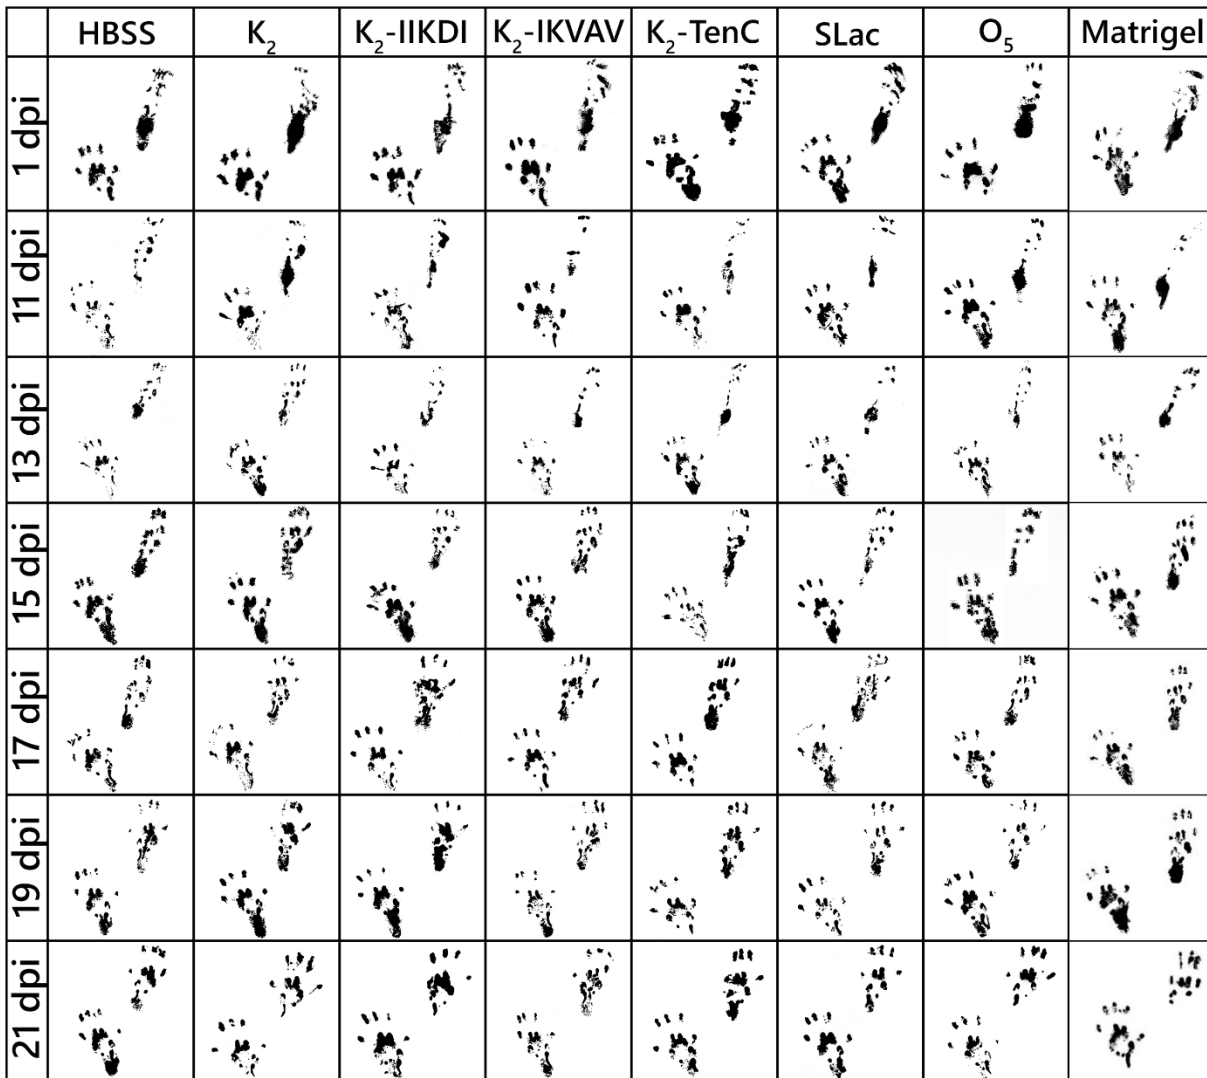 HBSS K₂ K₂-IIKDI K₂-IKVAV K₂-TenC SLac O₅ Matrigel
1 dpi
11 dpi
13 dpi
15 dpi
17 dpi
19 dpi
21 dpi